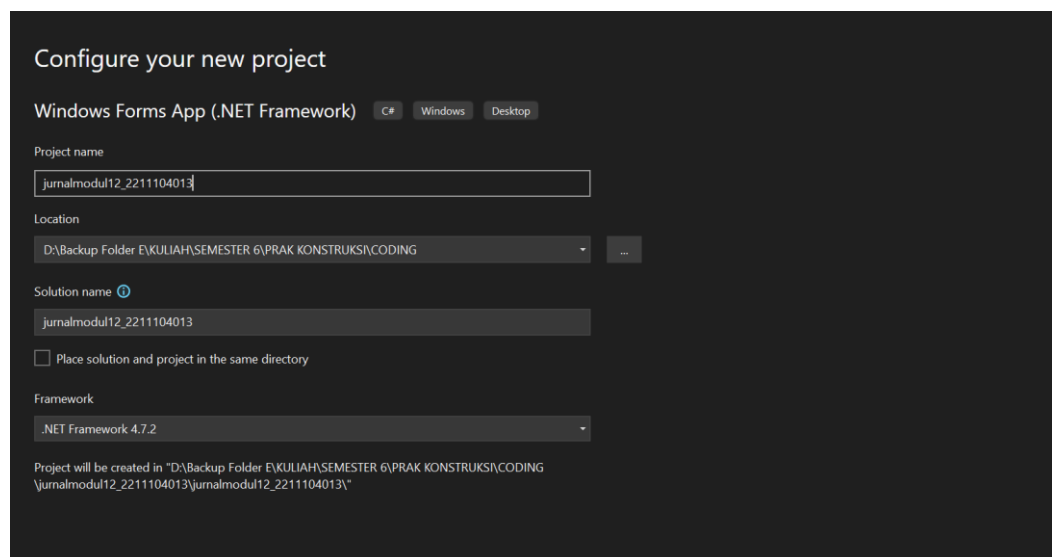 Configure your new project
Windows Forms App (.NET Framework) C# Windows Desktop
Project name
jurnalmodul12_2211104013
Location
D:\Backup Folder E\KULIAH\SEMESTER 6\PRAK KONSTRUKSI\CODING
...
Solution name
jurnalmodul12_2211104013
Place solution and project in the same directory
Framework
.NET Framework 4.7.2
Project will be created in "D:\Backup Folder E\KULIAH\SEMESTER 6\PRAK KONSTRUKSI\CODING
\jurnalmodul12_2211104013\jurnalmodul12_2211104013\"